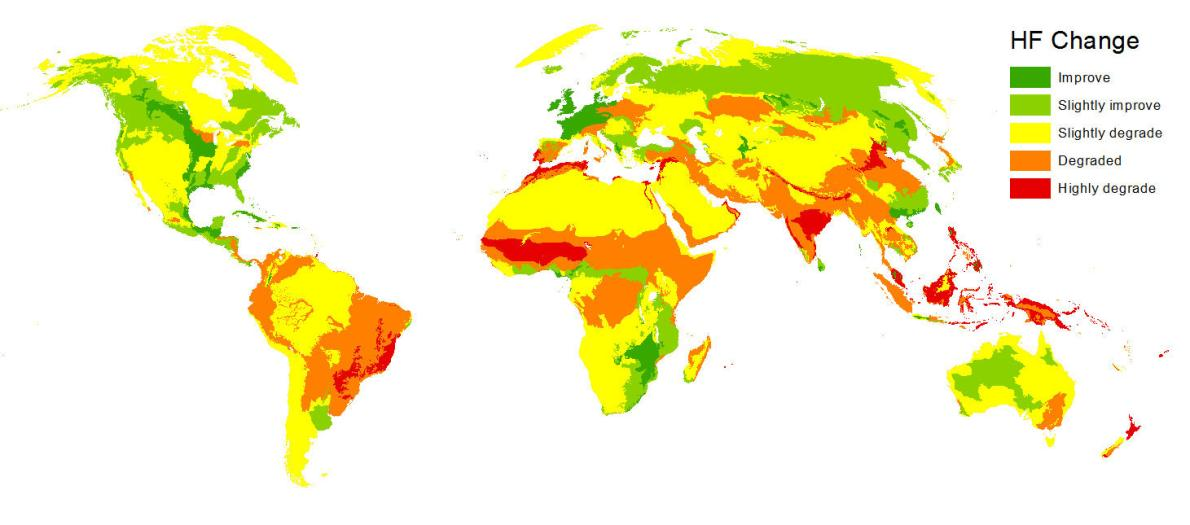 HF Change
Improve
Slightly improve
Slightly degrade
Degraded
Highly degrade